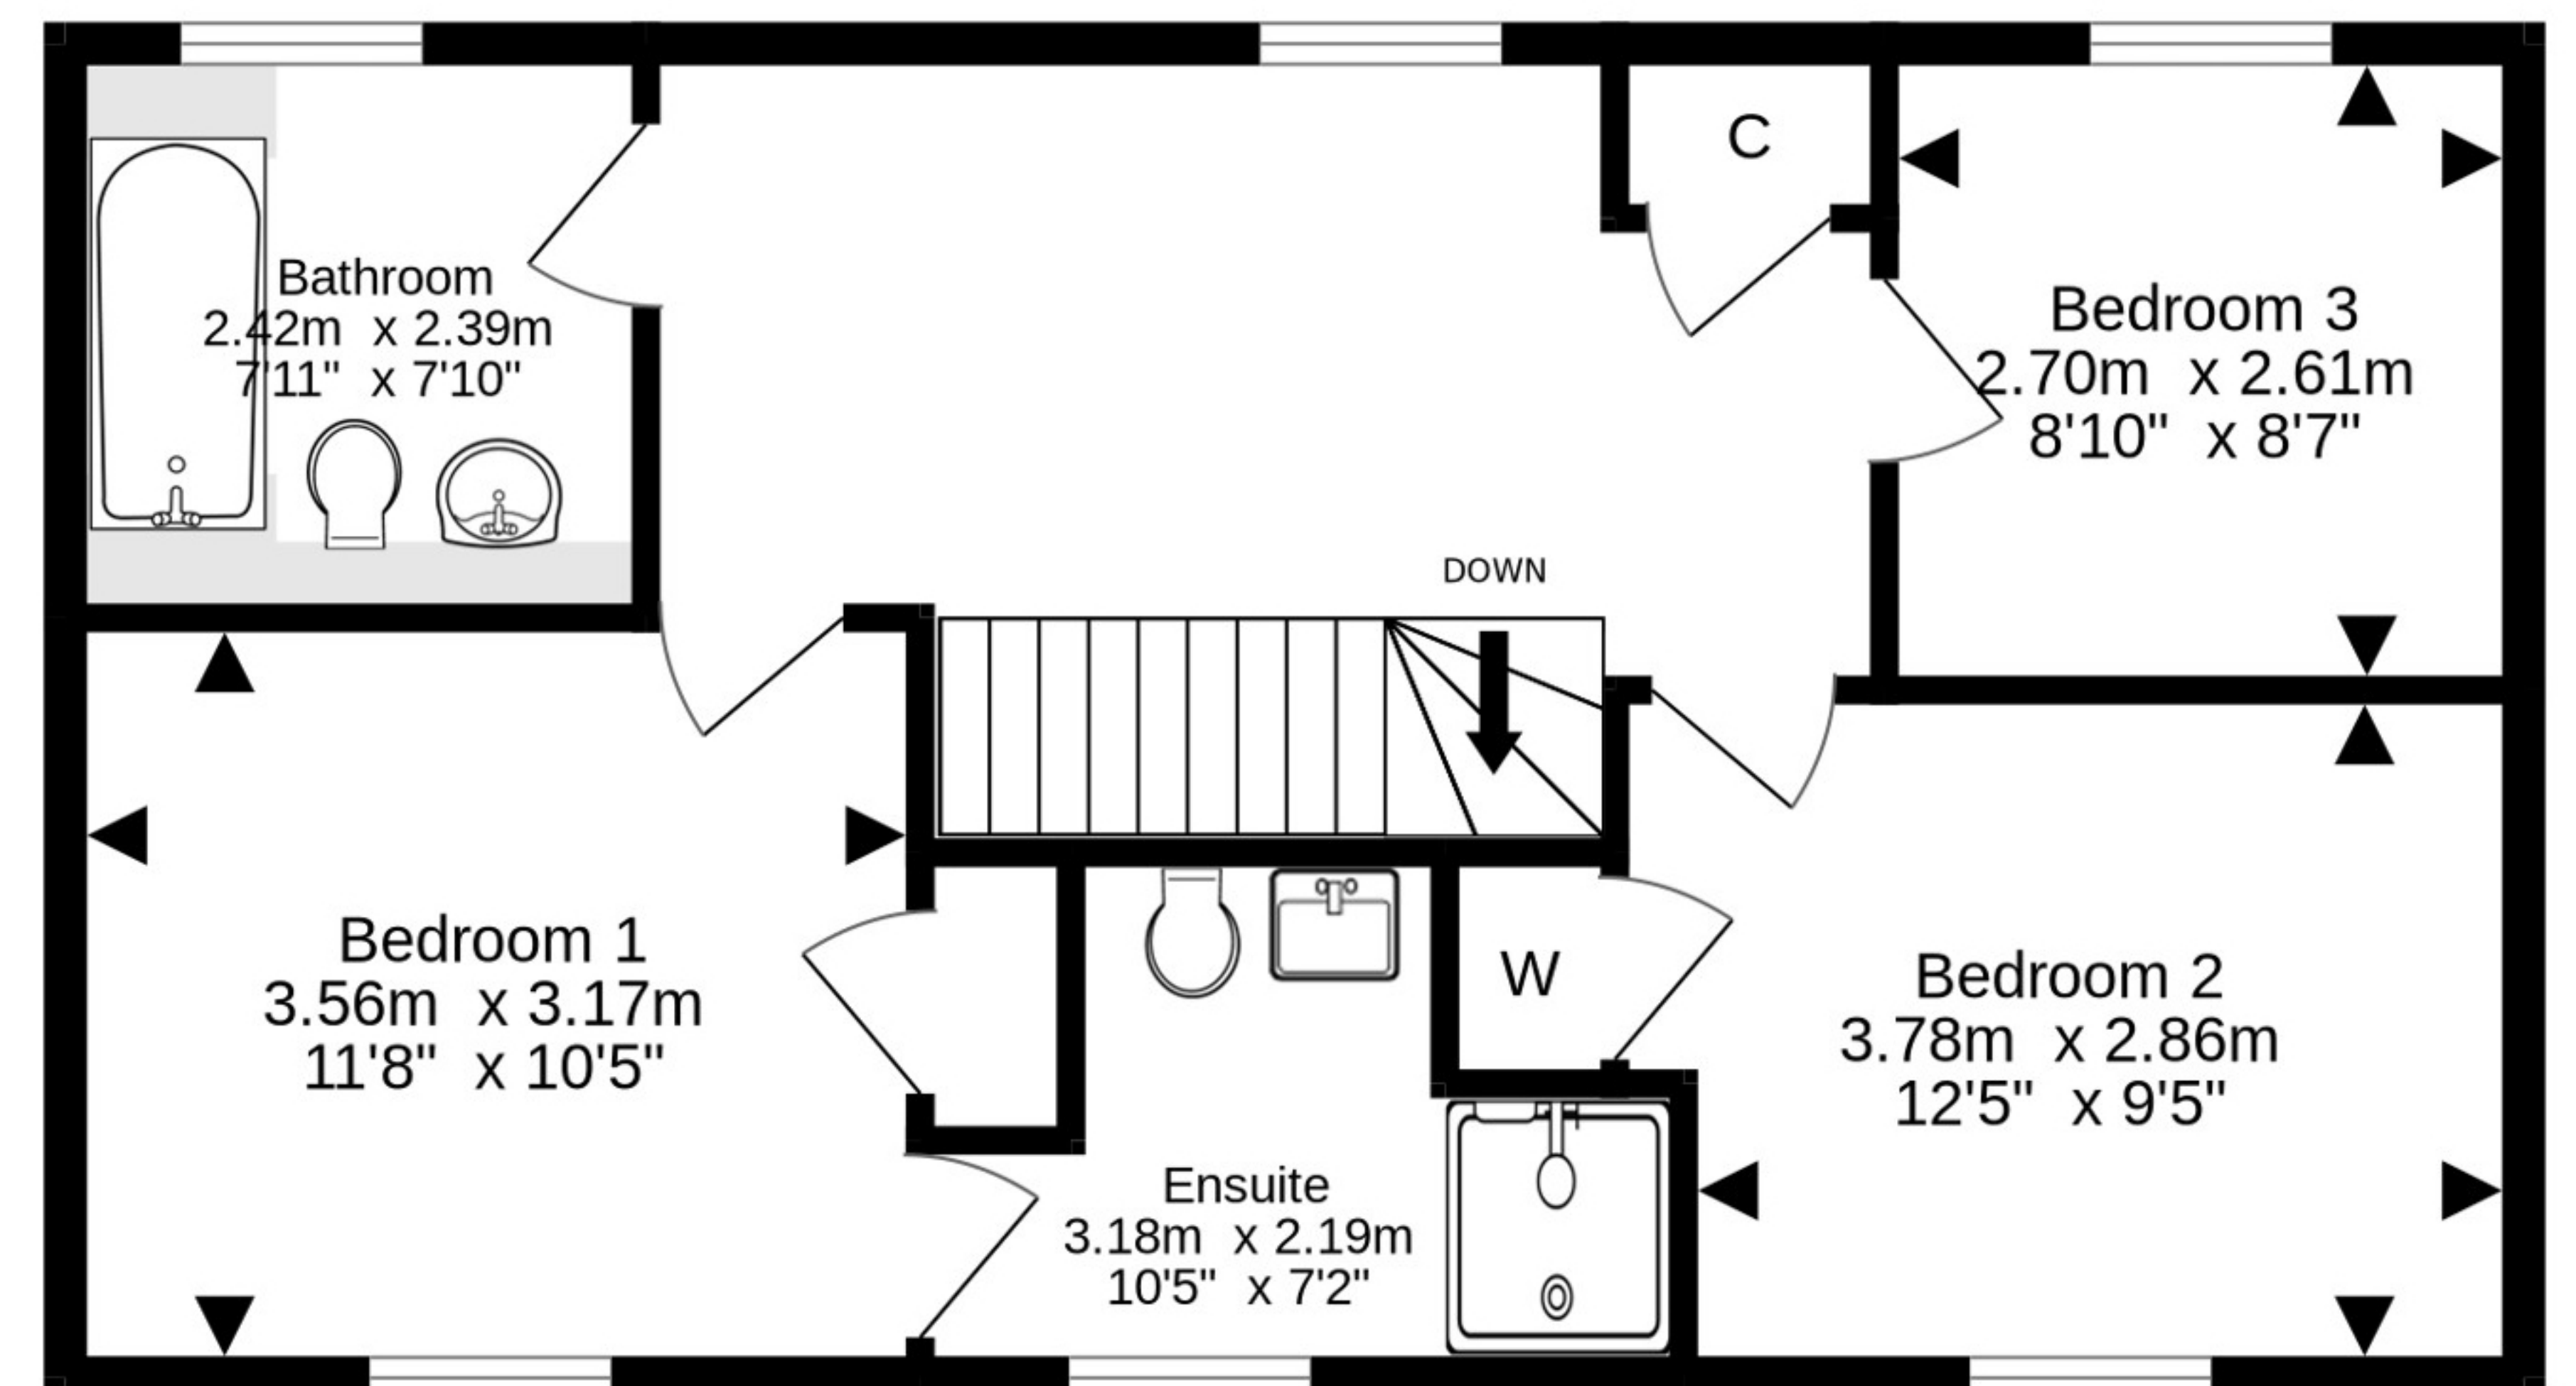 C
Bathroom
2.42m x 2.39m
7'11" x 7'10"
Bedroom 3
2.70m x 2.61m
8'10" x 8'7"
DOWN
Bedroom 1
3.56m x 3.17m
11'8" x 10'5"
W
Bedroom 2
3.78m x 2.86m
12'5" x 9'5"
Ensuite
3.18m x 2.19m
10'5" x 7'2"